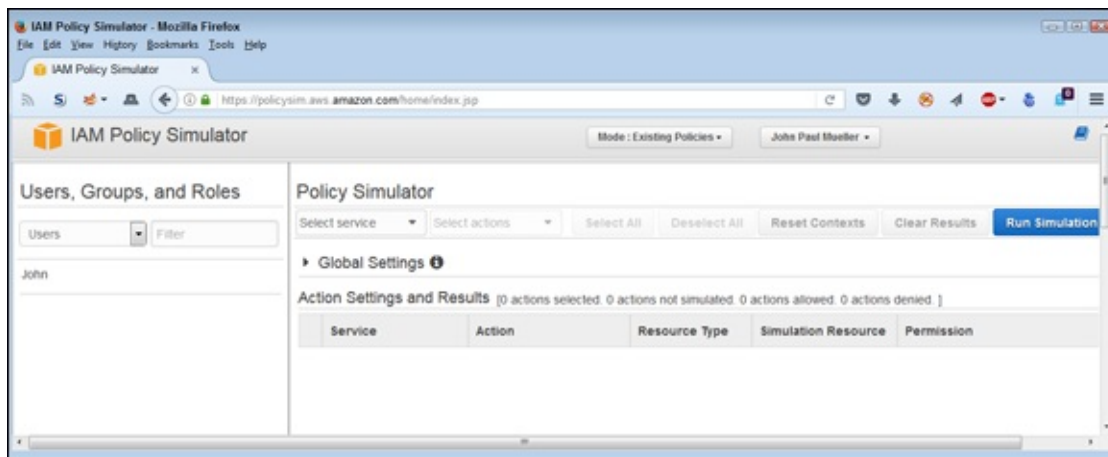 IAM Policy Simulator - Mozilla Firefox
File Edit View History Bookmarks Tools Help
IAM Policy Simulator ×
https://policysim.aws.amazon.com/home/index.jsp
IAM Policy Simulator
Mode : Existing Policies
John Paul Mueller
Users, Groups, and Roles
Policy Simulator
Users
Filter
Select service
Select actions
Select All
Deselect All
Reset Contexts
Clear Results
Run Simulation
John
Global Settings
Action Settings and Results [0 actions selected. 0 actions not simulated. 0 actions allowed. 0 actions denied. ]
Service Action Resource Type Simulation Resource Permission